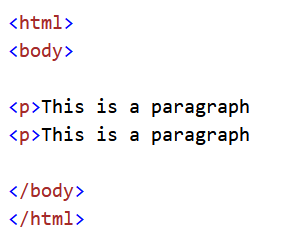 <html>
<body>
<p>This is a paragraph
<p>This is a paragraph
</body>
</html>